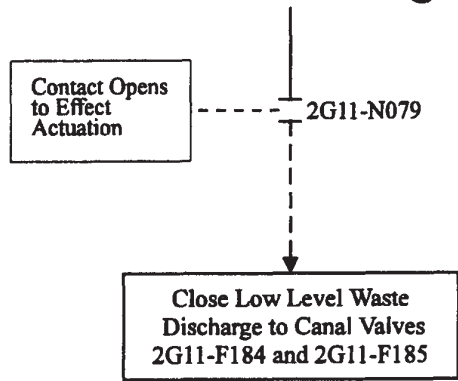 Contact Opens
to Effect
Actuation
2G11-N079
Close Low Level Waste
Discharge to Canal Valves
2G11-F184 and 2G11-F185